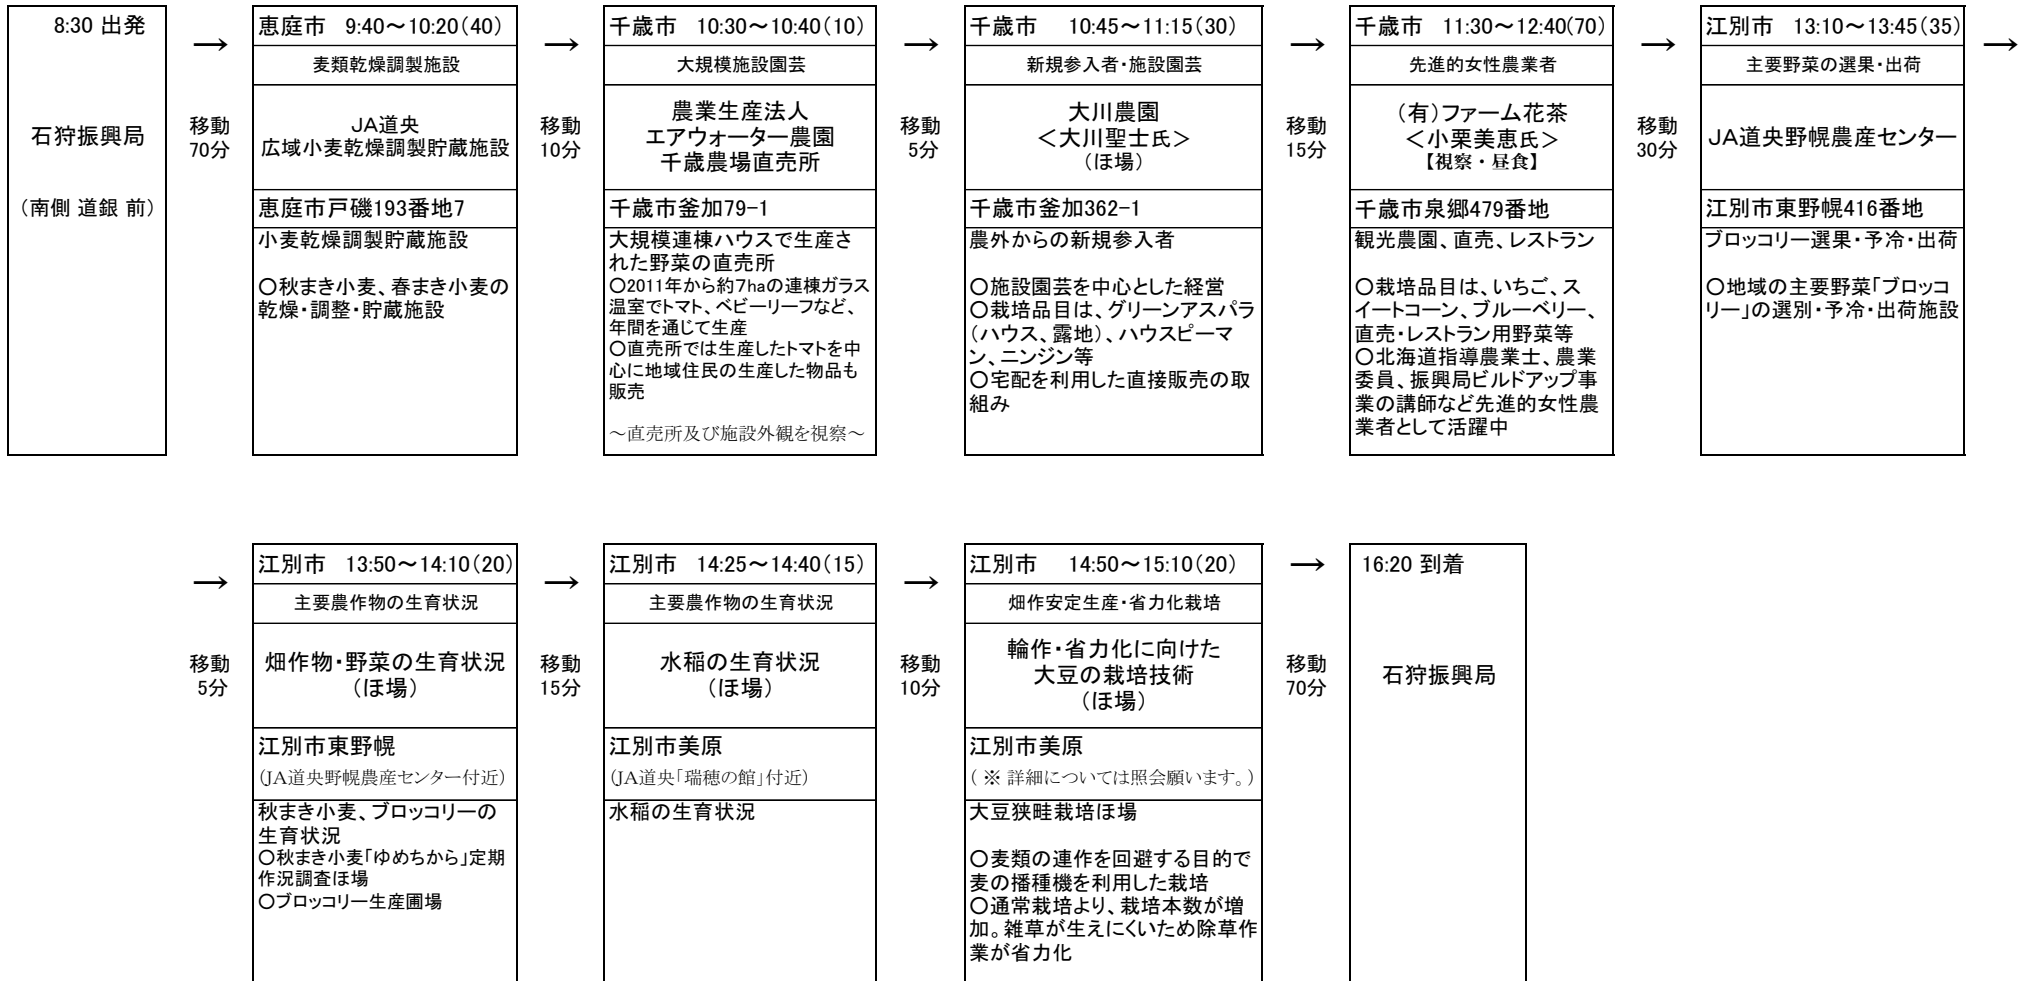 8:30 出発
石狩振興局
（南側 道銀 前）
→
移動
70分
恵庭市 9:40～10:20（40）
麦類乾燥調製施設
JA道央
広域小麦乾燥調製貯蔵施設
恵庭市戸磯193番地7
小麦乾燥調製貯蔵施設
○秋まき小麦、春まき小麦の
乾燥・調整・貯蔵施設
→
移動
10分
千歳市 10:30～10:40（10）
大規模施設園芸
農業生産法人
エアウォーター農園
千歳農場直売所
千歳市釜加79-1
大規模連棟ハウスで生産さ
れた野菜の直売所
○2011年から約7haの連棟ガラス
温室でトマト、ベビーリーフなど、
年間を通じて生産
○直売所では生産したトマトを中
心に地域住民の生産した物品も
販売
～直売所及び施設外観を視察～
→
移動
5分
千歳市 10:45～11:15（30）
新規参入者・施設園芸
大川農園
＜大川聖士氏＞
（ほ場）
千歳市釜加362-1
農外からの新規参入者
○施設園芸を中心とした経営
○栽培品目は、グリーンアスパラ
（ハウス、露地）、ハウスピーマ
ン、ニンジン等
○宅配を利用した直接販売の取
組み
→
移動
15分
千歳市 11:30～12:40（70）
先進的女性農業者
（有）ファーム花茶
＜小栗美恵氏＞
【視察・昼食】
千歳市泉郷479番地
観光農園、直売、レストラン
○栽培品目は、いちご、ス
イートコーン、ブルーベリー、
直売・レストラン用野菜等
○北海道指導農業士、農業
委員、振興局ビルドアップ事
業の講師など先進的女性農
業者として活躍中
→
移動
30分
江別市 13:10～13:45（35）
主要野菜の選果・出荷
JA道央野幌農産センター
江別市東野幌416番地
ブロッコリー選果・予冷・出荷
○地域の主要野菜「ブロッコ
リー」の選別・予冷・出荷施設
→
→
移動
5分
江別市 13:50～14:10（20）
主要農作物の生育状況
畑作物・野菜の生育状況
（ほ場）
江別市東野幌
（JA道央野幌農産センター付近）
秋まき小麦、ブロッコリーの
生育状況
○秋まき小麦「ゆめちから」定期
作況調査ほ場
○ブロッコリー生産圃場
→
移動
15分
江別市 14:25～14:40（15）
主要農作物の生育状況
水稲の生育状況
（ほ場）
江別市美原
（JA道央「瑞穂の館」付近）
水稲の生育状況
→
移動
10分
江別市 14:50～15:10（20）
畑作安定生産・省力化栽培
輪作・省力化に向けた
大豆の栽培技術
（ほ場）
江別市美原
（ ※ 詳細については照会願います。）
大豆狭畦栽培ほ場
○麦類の連作を回避する目的で
麦の播種機を利用した栽培
○通常栽培より、栽培本数が増
加。雑草が生えにくいため除草作
業が省力化
→
移動
70分
16:20 到着
石狩振興局